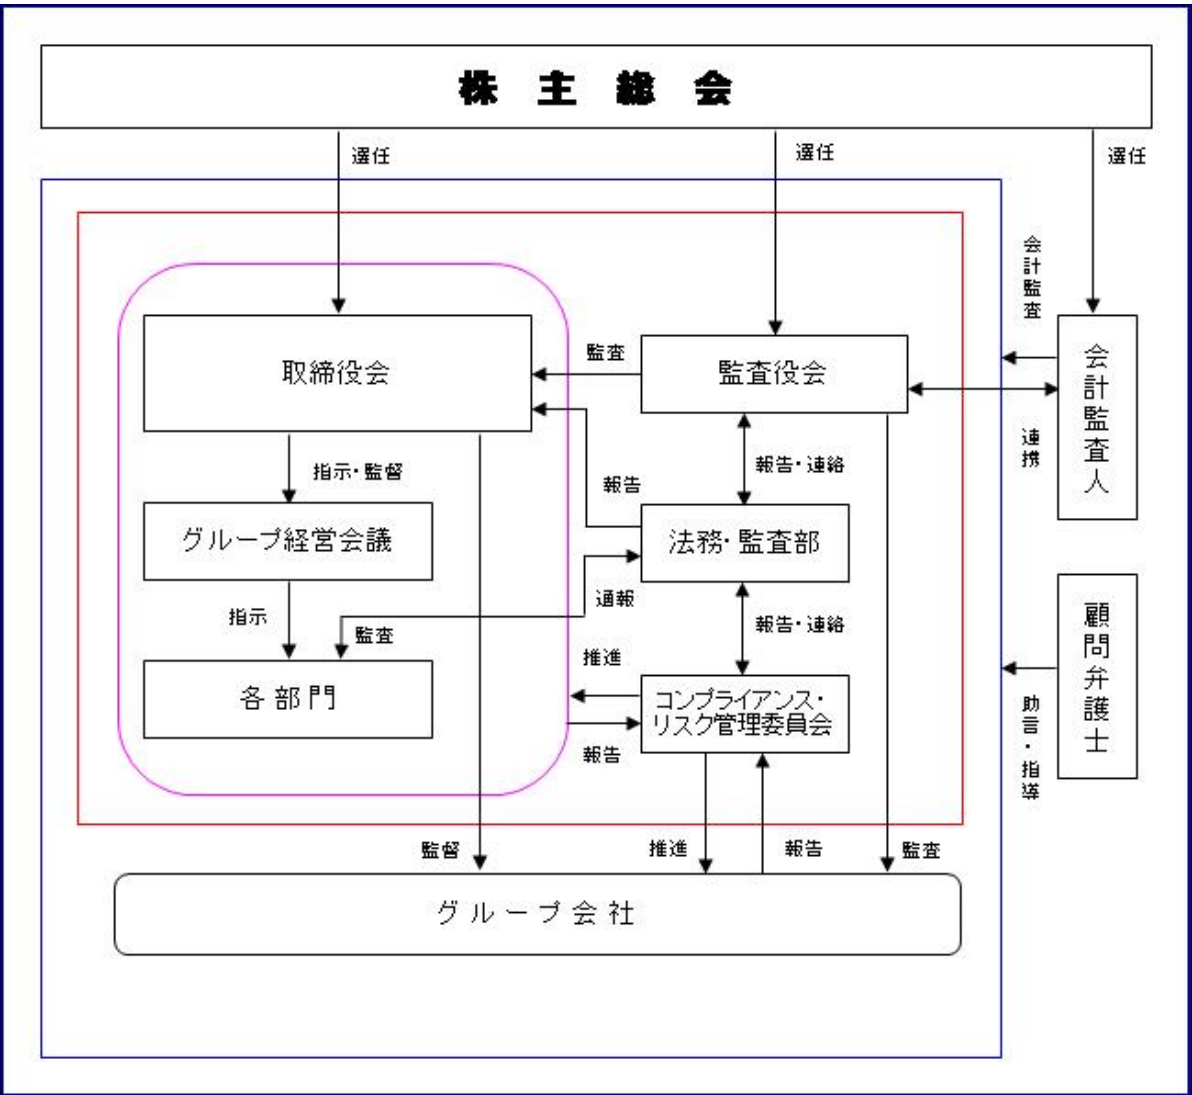 株主総会
選任
選任
選任
会計監査
取締役会
監査
監査役会
会計監査人
連携
指示・監督
報告・連絡
報告
グループ経営会議
法務・監査部
指示
通報
監査
報告・連絡
顧問弁護士
推進
各部門
コンプライアンス・
リスク管理委員会
助言・指導
報告
監督
推進
報告
監査
グループ会社